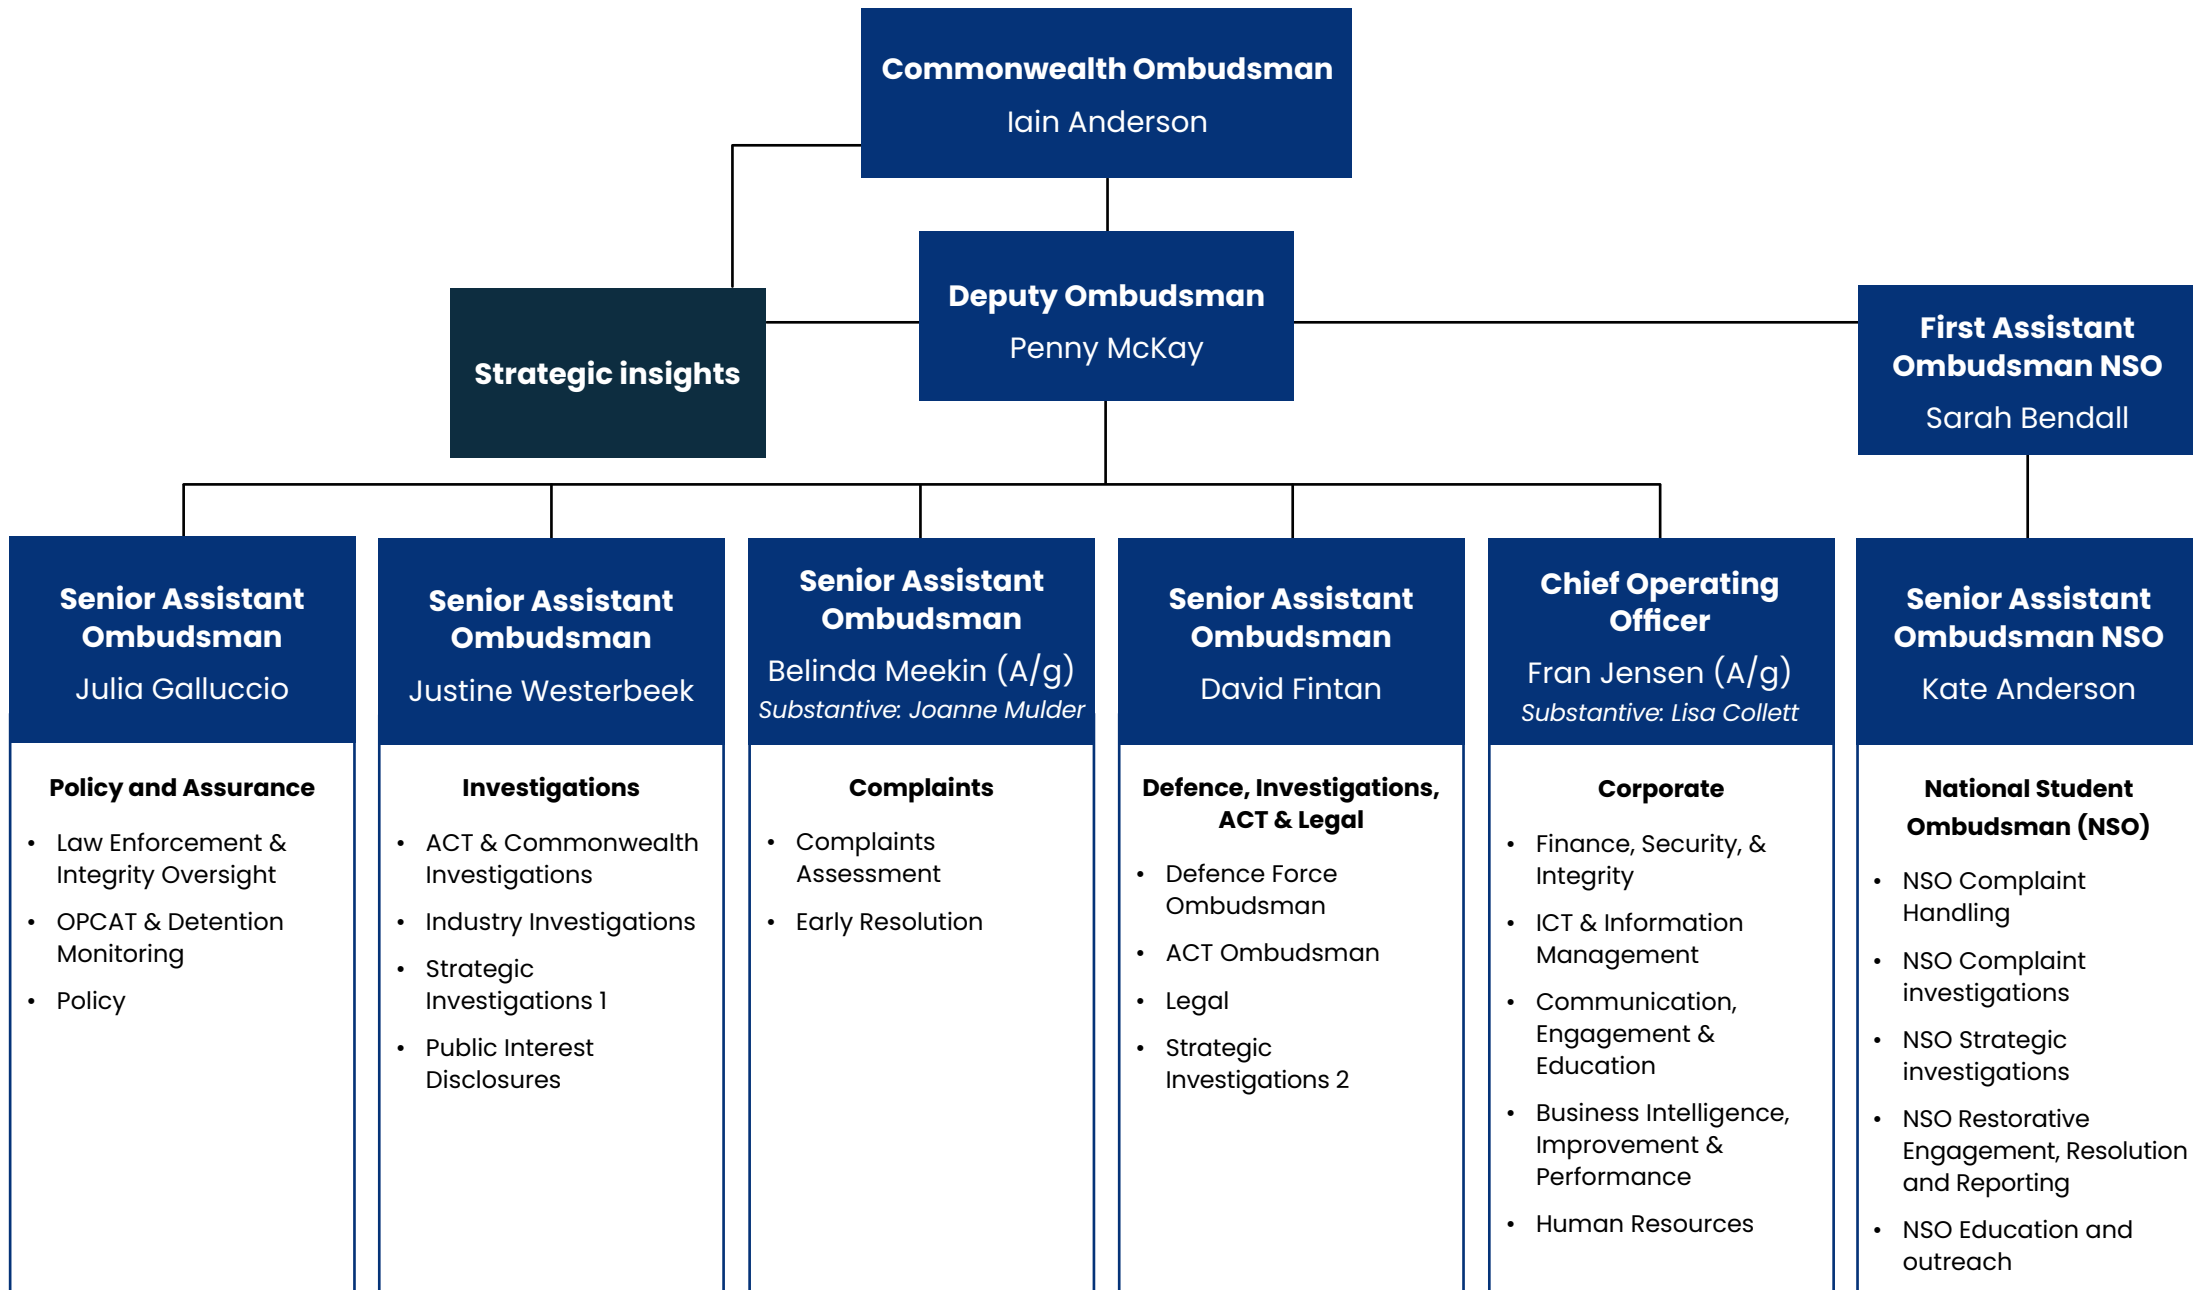 Commonwealth Ombudsman
Iain Anderson
Deputy Ombudsman
Penny McKay
Strategic insights
First Assistant
Ombudsman NSO
Sarah Bendall
Senior Assistant
Ombudsman
Julia Galluccio
Policy and Assurance
• Law Enforcement &
Integrity Oversight
• OPCAT & Detention
Monitoring
• Policy
Senior Assistant
Ombudsman
Justine Westerbeek
Investigations
• ACT & Commonwealth
Investigations
• Industry Investigations
• Strategic
Investigations 1
• Public Interest
Disclosures
Senior Assistant
Ombudsman
Belinda Meekin (A/g)
Substantive: Joanne Mulder
Complaints
• Complaints
Assessment
• Early Resolution
Senior Assistant
Ombudsman
David Fintan
Defence, Investigations,
ACT & Legal
• Defence Force
Ombudsman
• ACT Ombudsman
• Legal
• Strategic
Investigations 2
Chief Operating
Officer
Fran Jensen (A/g)
Substantive: Lisa Collett
Corporate
• Finance, Security, &
Integrity
• ICT & Information
Management
• Communication,
Engagement &
Education
• Business Intelligence,
Improvement &
Performance
• Human Resources
Senior Assistant
Ombudsman NSO
Kate Anderson
National Student
Ombudsman (NSO)
• NSO Complaint
Handling
• NSO Complaint
investigations
• NSO Strategic
investigations
• NSO Restorative
Engagement, Resolution
and Reporting
• NSO Education and
outreach